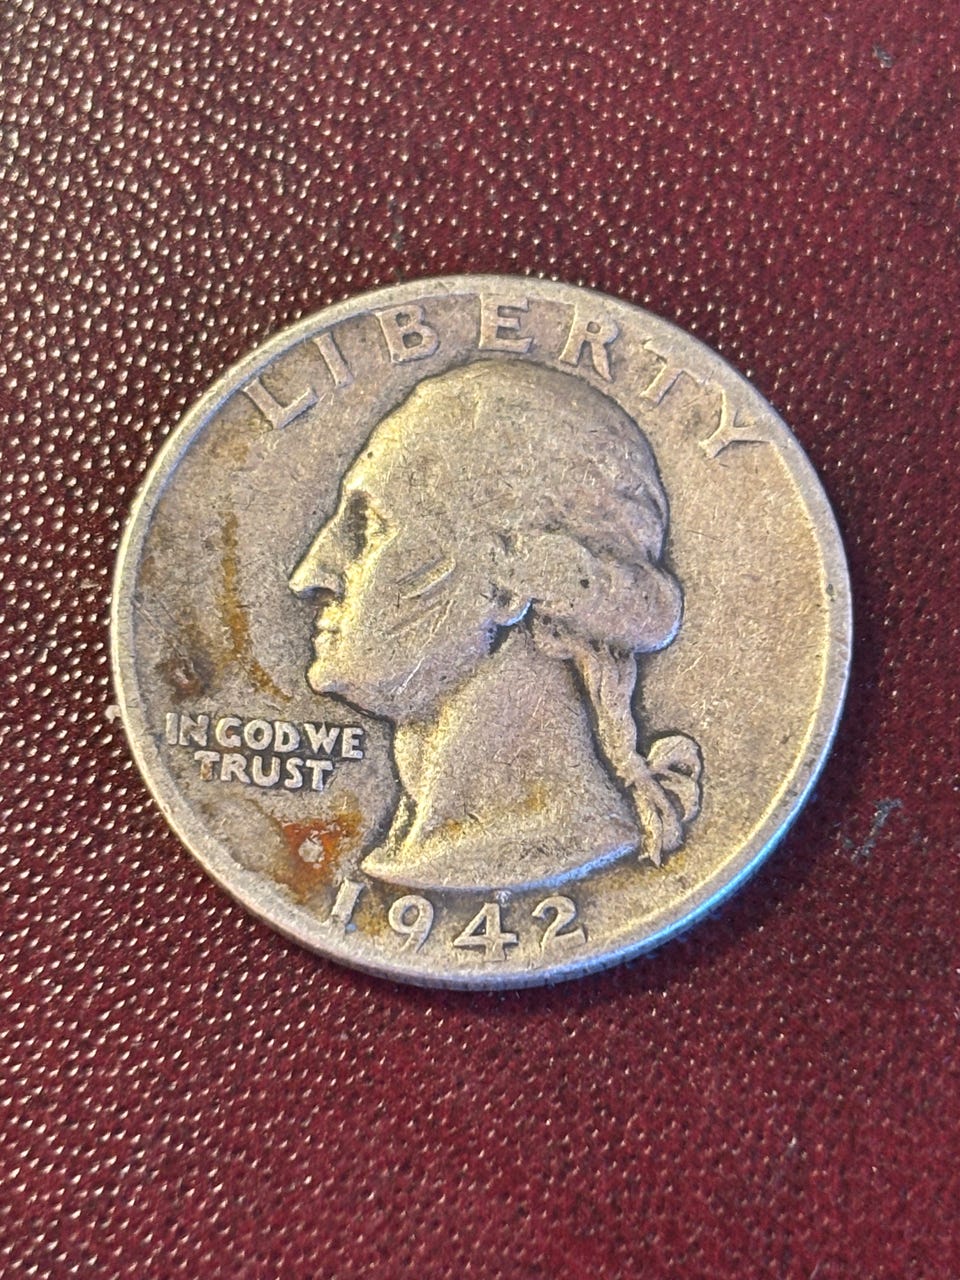 LIBERTY
IN GOD WE
TRUST
1942